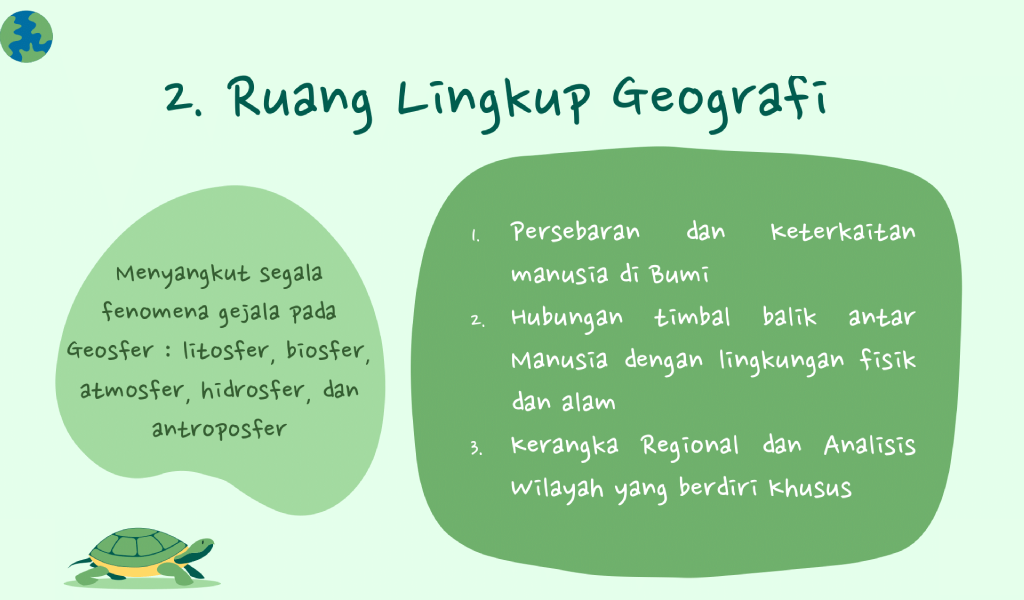 2. Ruang Lingkup Geografi
Menyangkut segala
fenomena gejala pada
Geosfer : litosfer, biosfer,
atmosfer, hidrosfer, dan
antroposfer
1. Persebaran dan keterkaitan
manusia di Bumi
2. Hubungan timbal balik antar
Manusia dengan lingkungan fisik
dan alam
3. Kerangka Regional dan Analisis
Wilayah yang berdiri khusus